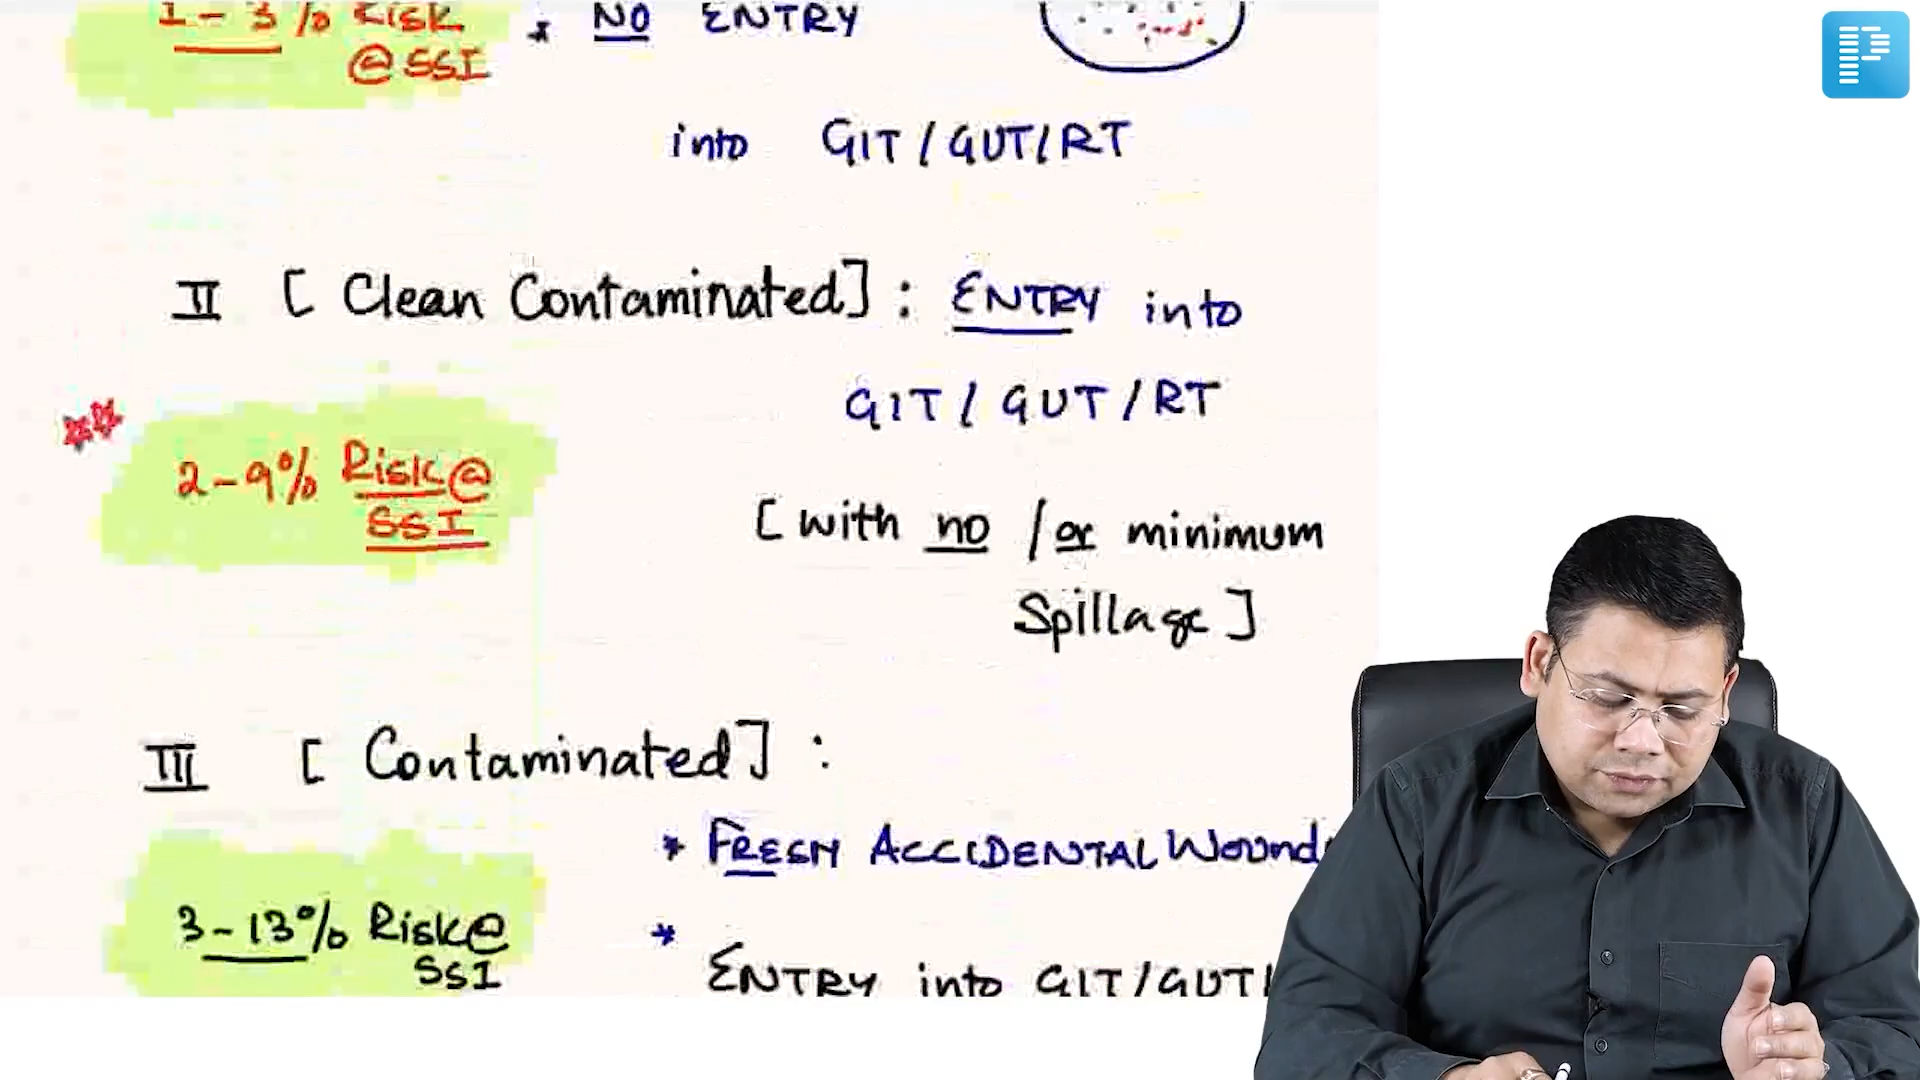 1-3% Risk
@ SSI
* NO ENTRY
into GIT/GUT/RT
II [Clean Contaminated] : ENTRY into
GIT / GUT / RT
2-9% Risk@
SSI
[with no / or minimum
Spillage]
III [Contaminated] :
* FRESH ACCIDENTAL Wound
3-13% Risk@
SSI
* ENTRY into GIT/GUT/